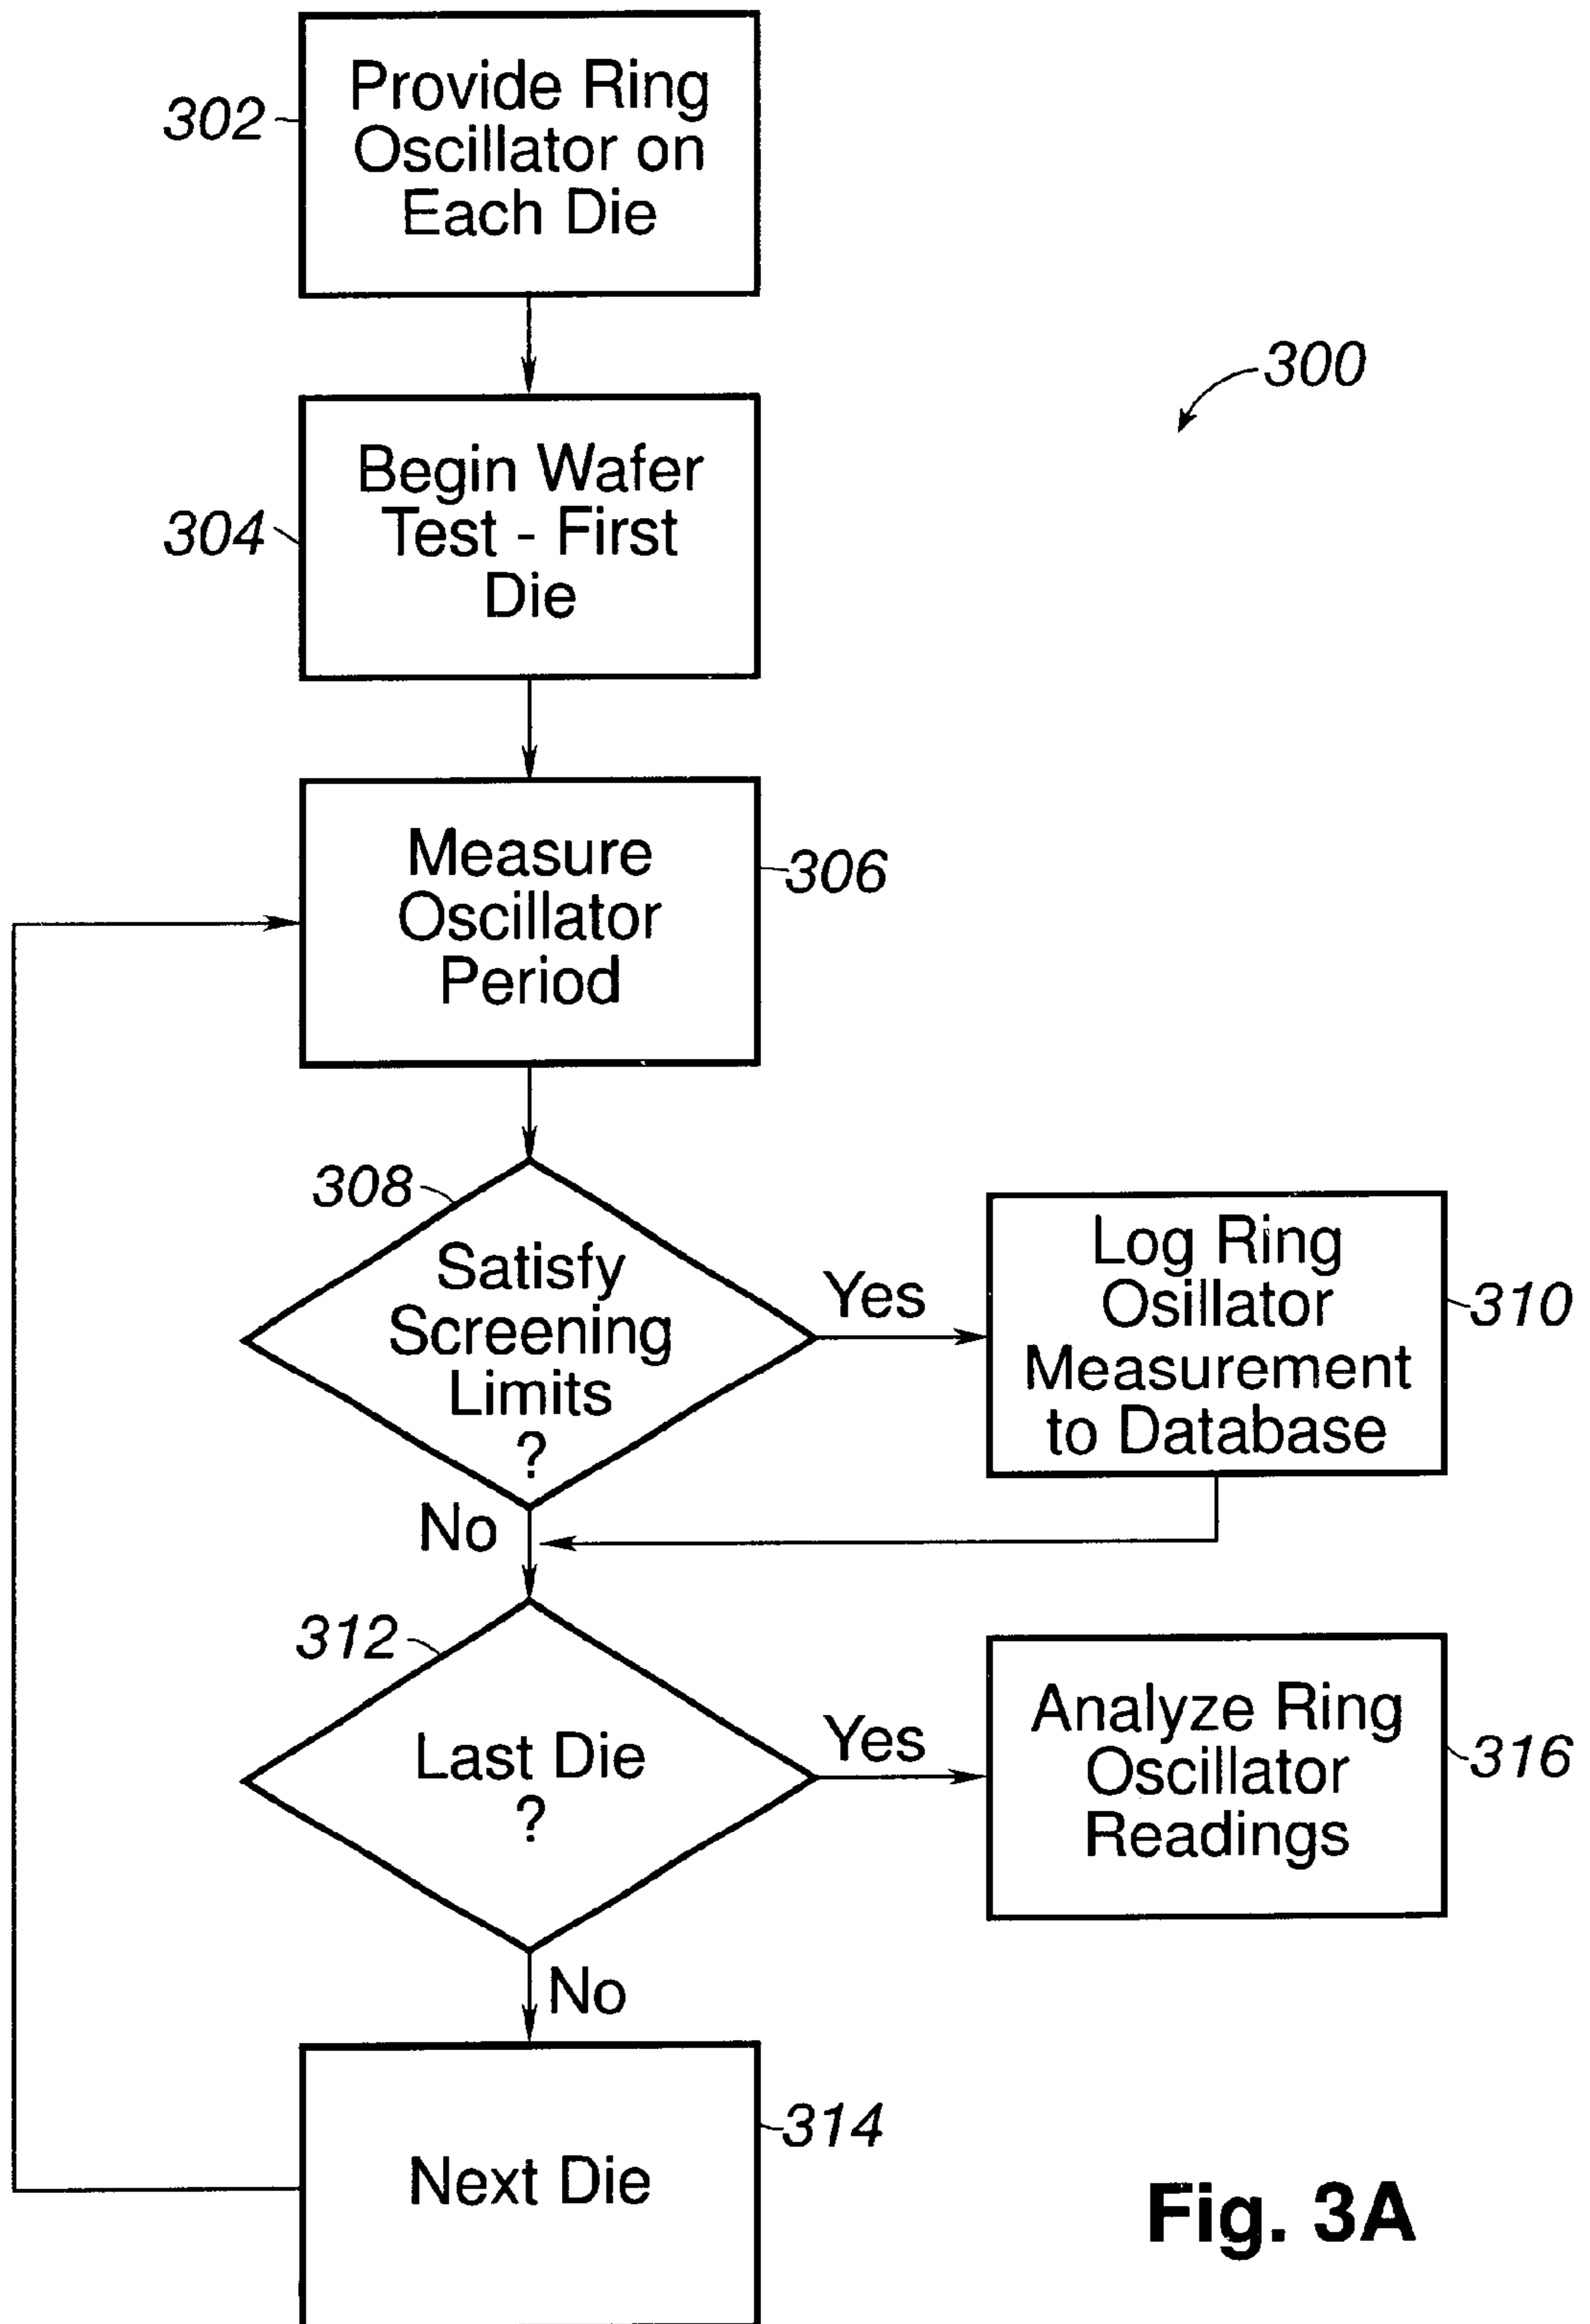 302
Provide Ring
Oscillator on
Each Die
300
304
Begin Wafer
Test - First
Die
306
Measure
Oscillator
Period
308
Satisfy
Screening
Limits
?
Yes
No
310
Log Ring
Osillator
Measurement
to Database
312
Last Die
?
Yes
No
316
Analyze Ring
Oscillator
Readings
314
Next Die
Fig. 3A